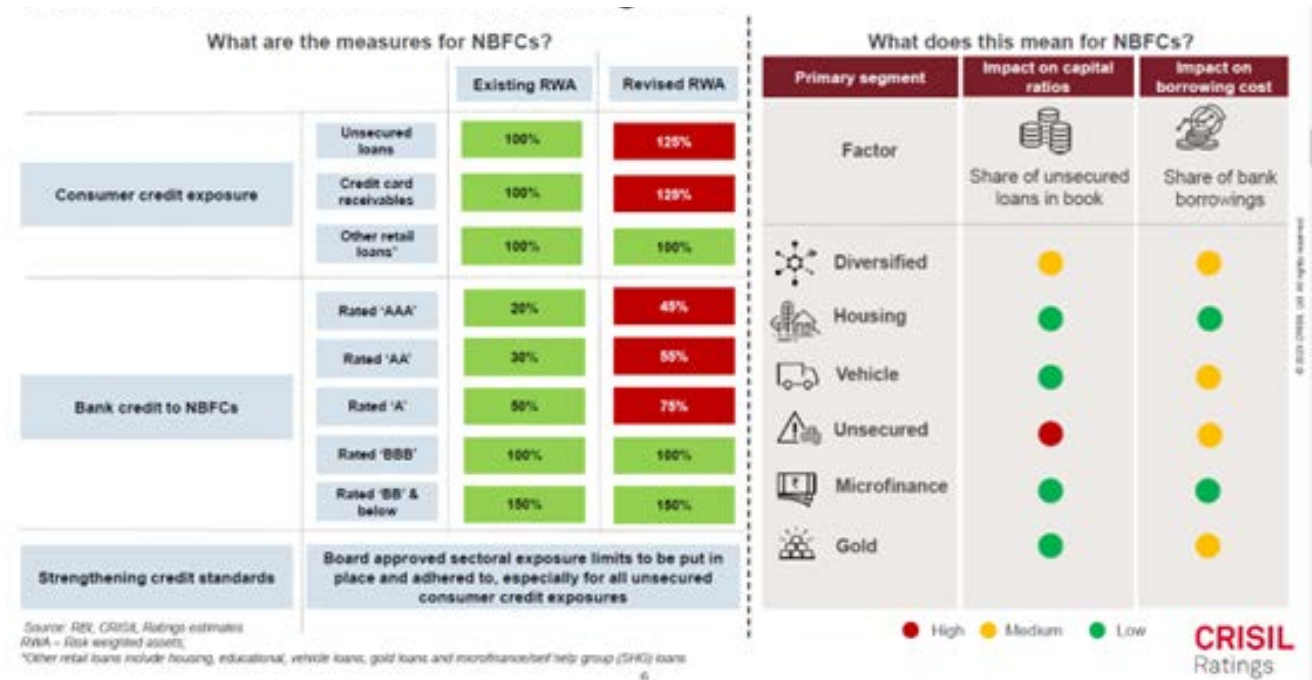 What are the measures for NBFCs?
Existing RWA
Revised RWA
Consumer credit exposure
Unsecured
loans
100%
125%
Credit card
receivables
100%
125%
Other retail
loans*
100%
100%
Bank credit to NBFCs
Rated 'AAA'
20%
45%
Rated 'AA'
30%
55%
Rated 'A'
50%
75%
Rated 'BBB'
100%
100%
Rated 'BB' &
below
150%
150%
Strengthening credit standards
Board approved sectoral exposure limits to be put in
place and adhered to, especially for all unsecured
consumer credit exposures
Source: RBI, CRISIL Ratings estimates
RWA – Risk weighted assets;
*Other retail loans include housing, educational, vehicle loans, gold loans and microfinance/self help group (SHG) loans
6
What does this mean for NBFCs?
Primary segment
Impact on capital
ratios
Impact on
borrowing cost
Factor
Share of unsecured
loans in book
Share of bank
borrowings
Diversified
Housing
Vehicle
Unsecured
Microfinance
Gold
High
Medium
Low
CRISIL
Ratings
CRISIL Ltd. All rights reserved